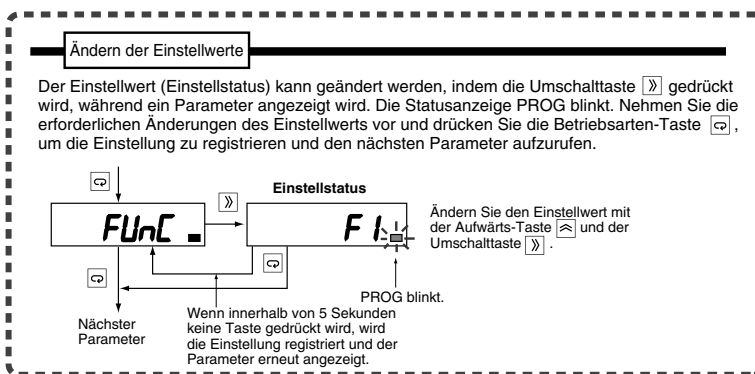 Ändern der Einstellwerte
Der Einstellwert (Einstellstatus) kann geändert werden, indem die Umschalttaste gedrückt
wird, während ein Parameter angezeigt wird. Die Statusanzeige PROG blinkt. Nehmen Sie die
erforderlichen Änderungen des Einstellwerts vor und drücken Sie die Betriebsarten-Taste ,
um die Einstellung zu registrieren und den nächsten Parameter aufzurufen.
Einstellstatus
FUnC
F1
Ändern Sie den Einstellwert mit
der Aufwärts-Taste und der
Umschalttaste .
PROG blinkt.
Nächster
Parameter
Wenn innerhalb von 5 Sekunden
keine Taste gedrückt wird, wird
die Einstellung registriert und der
Parameter erneut angezeigt.